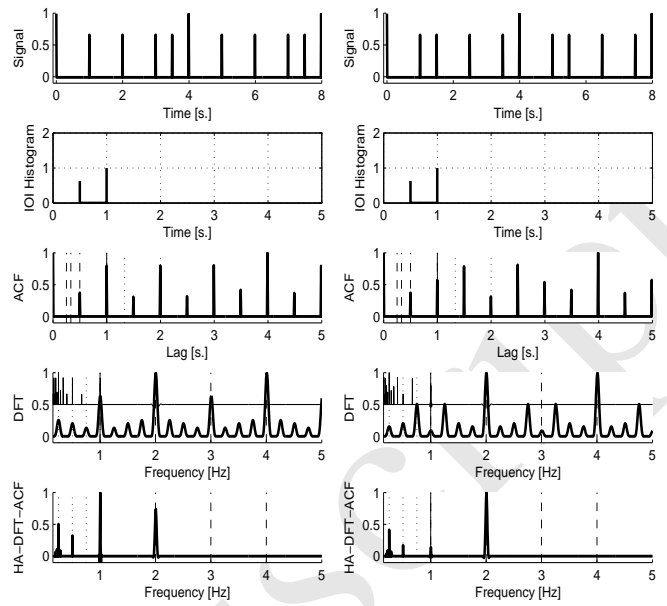 Signal
1
0.5
0
0 2 4 6 8
Time [s.]
Signal
1
0.5
0
0 2 4 6 8
Time [s.]
IOI Histogram
2
1
0
0 1 2 3 4 5
Time [s.]
IOI Histogram
2
1
0
0 1 2 3 4 5
Time [s.]
ACF
1
0.5
0
Lag [s.]
0 1 2 3 4 5
ACF
1
0.5
0
Lag [s.]
0 1 2 3 4 5
DFT
1
0.5
0
1 2 3 4 5
Frequency [Hz]
DFT
1
0.5
0
1 2 3 4 5
Frequency [Hz]
HA-DFT-ACF
1
0.5
0
1 2 3 4 5
Frequency [Hz]
HA-DFT-ACF
1
0.5
0
1 2 3 4 5
Frequency [Hz]